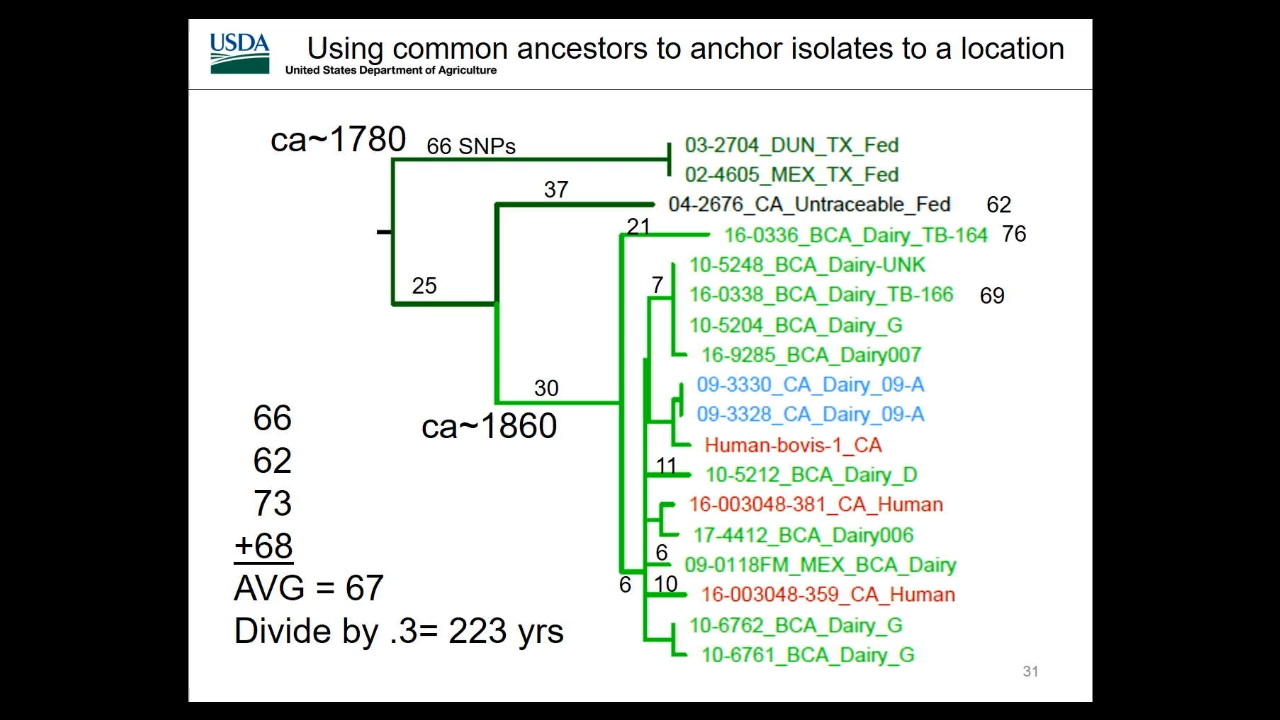 USDA
United States Department of Agriculture
Using common ancestors to anchor isolates to a location
ca~1780
66 SNPs
03-2704_DUN_TX_Fed
02-4605_MEX_TX_Fed
37
04-2676_CA_Untraceable_Fed 62
21
16-0336_BCA_Dairy_TB-164 76
10-5248_BCA_Dairy-UNK
25
7
16-0338_BCA_Dairy_TB-166 69
10-5204_BCA_Dairy_G
16-9285_BCA_Dairy007
09-3330_CA_Dairy_09-A
30
09-3328_CA_Dairy_09-A
ca~1860
Human-bovis-1_CA
11
10-5212_BCA_Dairy_D
16-003048-381_CA_Human
17-4412_BCA_Dairy006
6
09-0118FM_MEX_BCA_Dairy
6
10
16-003048-359_CA_Human
10-6762_BCA_Dairy_G
10-6761_BCA_Dairy_G
66
62
73
+68
AVG = 67
Divide by .3= 223 yrs
31